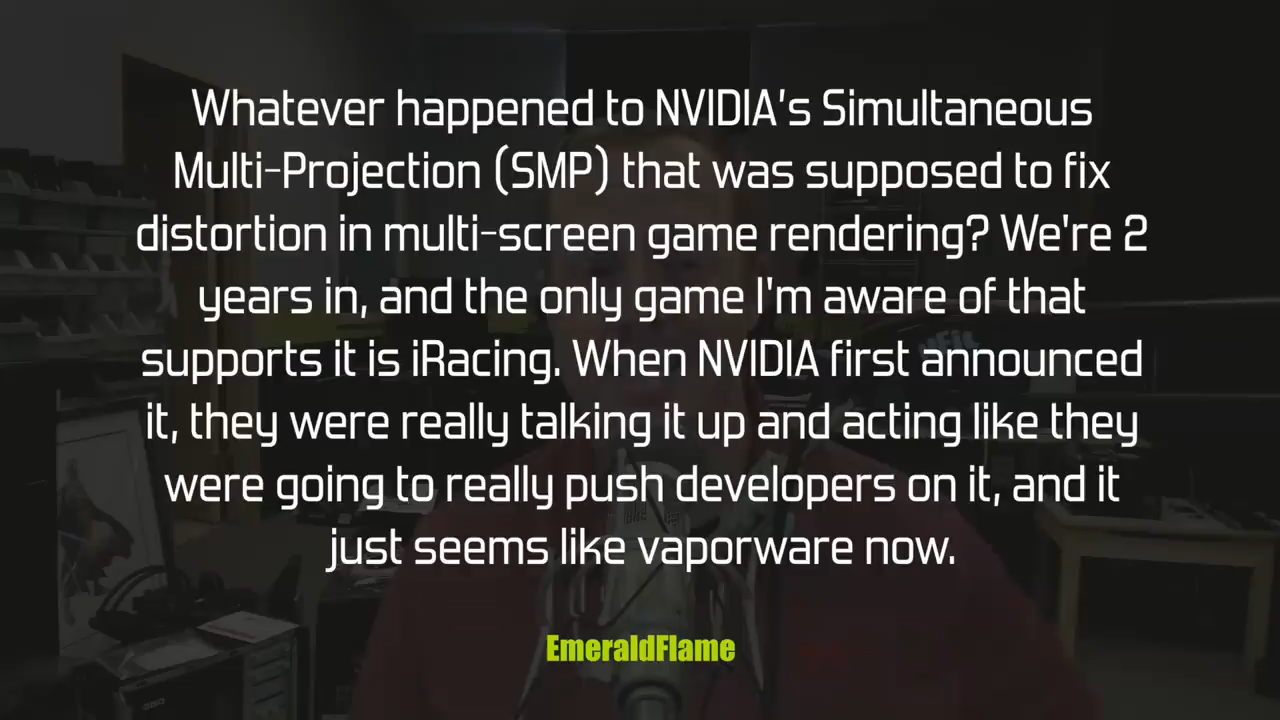 Whatever happened to NVIDIA's Simultaneous
Multi-Projection (SMP) that was supposed to fix
distortion in multi-screen game rendering? We're 2
years in, and the only game I'm aware of that
supports it is iRacing. When NVIDIA first announced
it, they were really talking it up and acting like they
were going to really push developers on it, and it
just seems like vaporware now.
EmeraldFlame